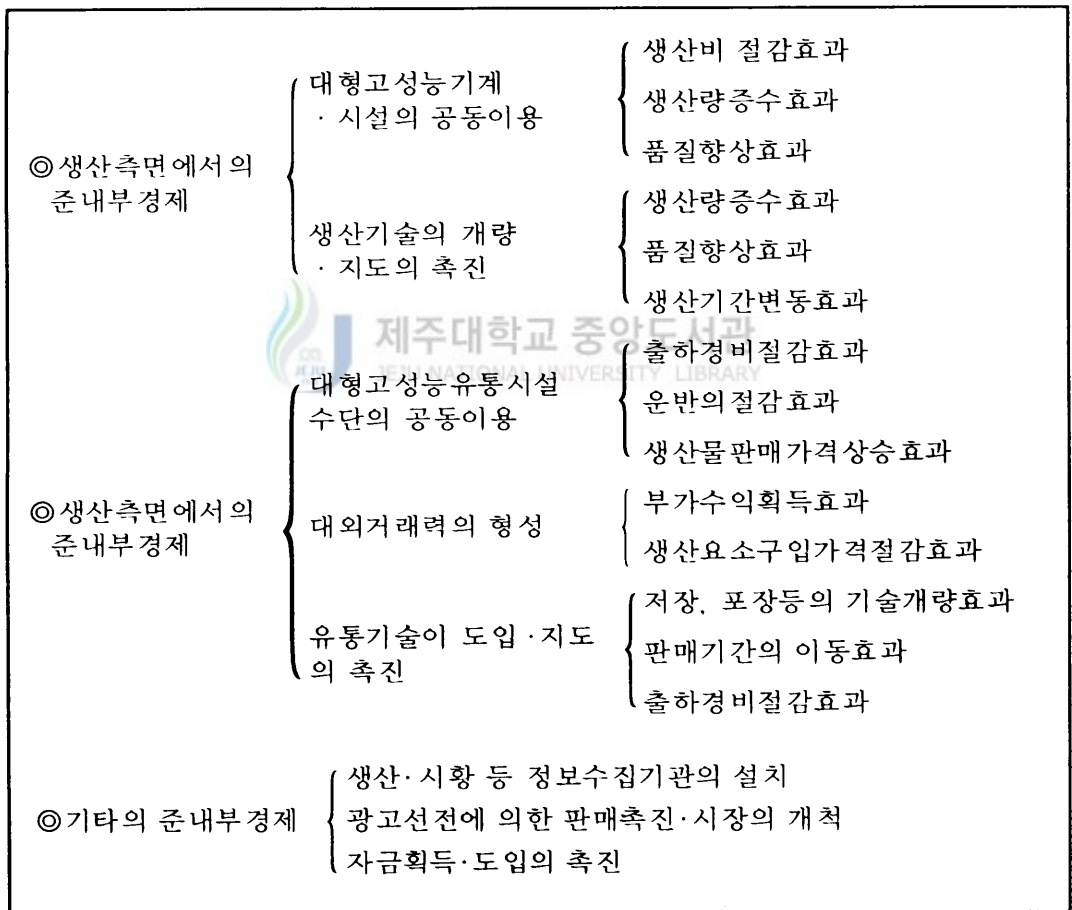 ◎생산측면에서의
준내부경제
대형고성능기계
· 시설의 공동이용
생산비 절감효과
생산량증수효과
품질향상효과
생산기술의 개량
· 지도의 촉진
생산량증수효과
품질향상효과
생산기간변동효과
제주대학교 중앙도서관
JEJU NATIONAL UNIVERSITY LIBRARY
◎생산측면에서의
준내부경제
대형고성능유통시설
수단의 공동이용
출하경비절감효과
운반의절감효과
생산물판매가격상승효과
대외거래력의 형성
부가수익획득효과
생산요소구입가격절감효과
유통기술이 도입·지도
의 촉진
저장, 포장등의 기술개량효과
판매기간의 이동효과
출하경비절감효과
◎기타의 준내부경제
생산·시황 등 정보수집기관의 설치
광고선전에 의한 판매촉진·시장의 개척
자금획득·도입의 촉진